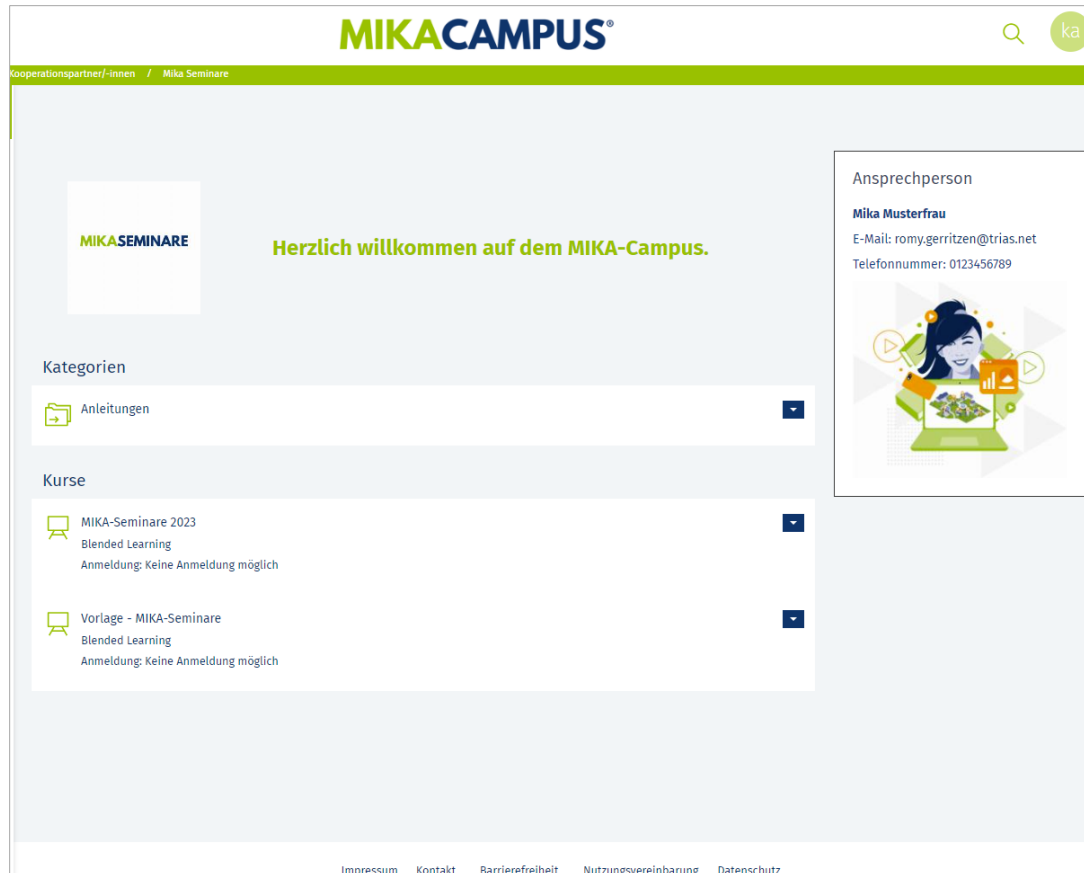 MIKACAMPUS®
ka
Kooperationspartner/-innen / Mika Seminare
MIKASEMINARE
Herzlich willkommen auf dem MIKA-Campus.
Ansprechperson
Mika Musterfrau
E-Mail: romy.gerritzen@trias.net
Telefonnummer: 0123456789
Kategorien
Anleitungen
Kurse
MIKA-Seminare 2023
Blended Learning
Anmeldung: Keine Anmeldung möglich
Vorlage - MIKA-Seminare
Blended Learning
Anmeldung: Keine Anmeldung möglich
Impressum Kontakt Barrierefreiheit Nutzungsvereinbarung Datenschutz